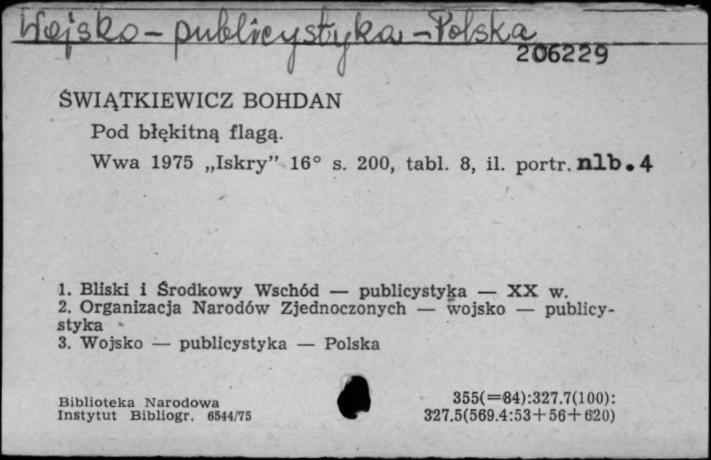 Wojsko – publicystyka – Polska
206229
ŚWIĄTKIEWICZ BOHDAN
Pod błękitną flagą.
Wwa 1975 „Iskry” 16° s. 200, tabl. 8, il. portr. nlb. 4
1. Bliski i Środkowy Wschód — publicystyka — XX w.
2. Organizacja Narodów Zjednoczonych — wojsko — publicy-
styka
3. Wojsko — publicystyka — Polska
Biblioteka Narodowa
Instytut Bibliogr. 6544/75
355(=84):327.7(100):
327.5(569.4:53+56+620)